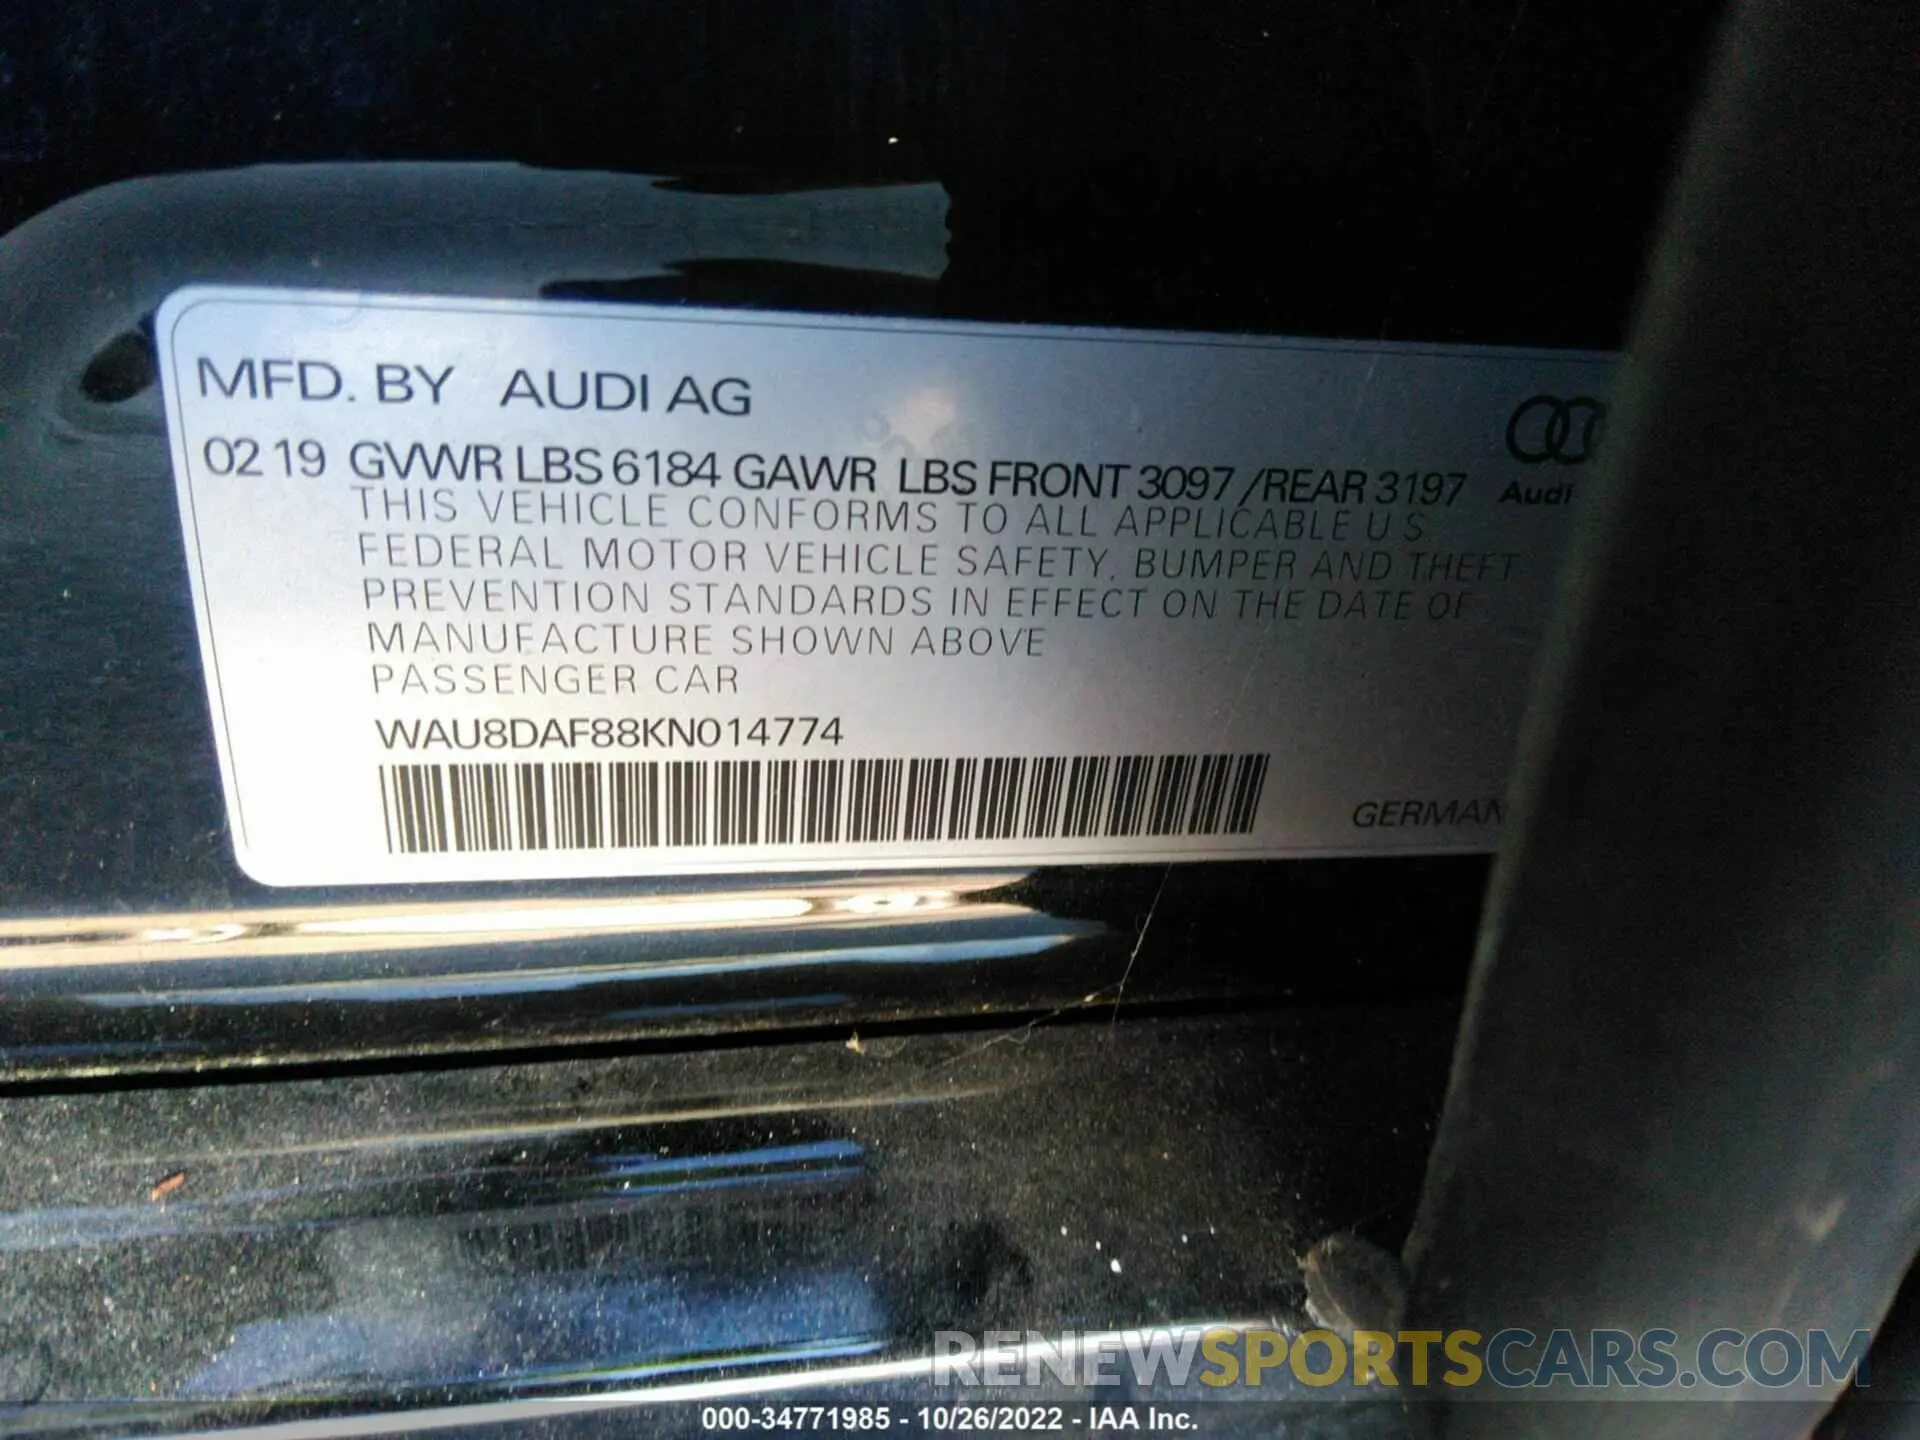 MFD. BY AUDI AG
02 19 GVWR LBS 6184 GAWR LBS FRONT 3097 /REAR 3197
Audi
THIS VEHICLE CONFORMS TO ALL APPLICABLE U S
FEDERAL MOTOR VEHICLE SAFETY, BUMPER AND THEFT
PREVENTION STANDARDS IN EFFECT ON THE DATE OF
MANUFACTURE SHOWN ABOVE
PASSENGER CAR
WAU8DAF88KN014774
GERMAN
RENEWSPORTSCARS.COM
000-34771985 - 10/26/2022 - IAA Inc.